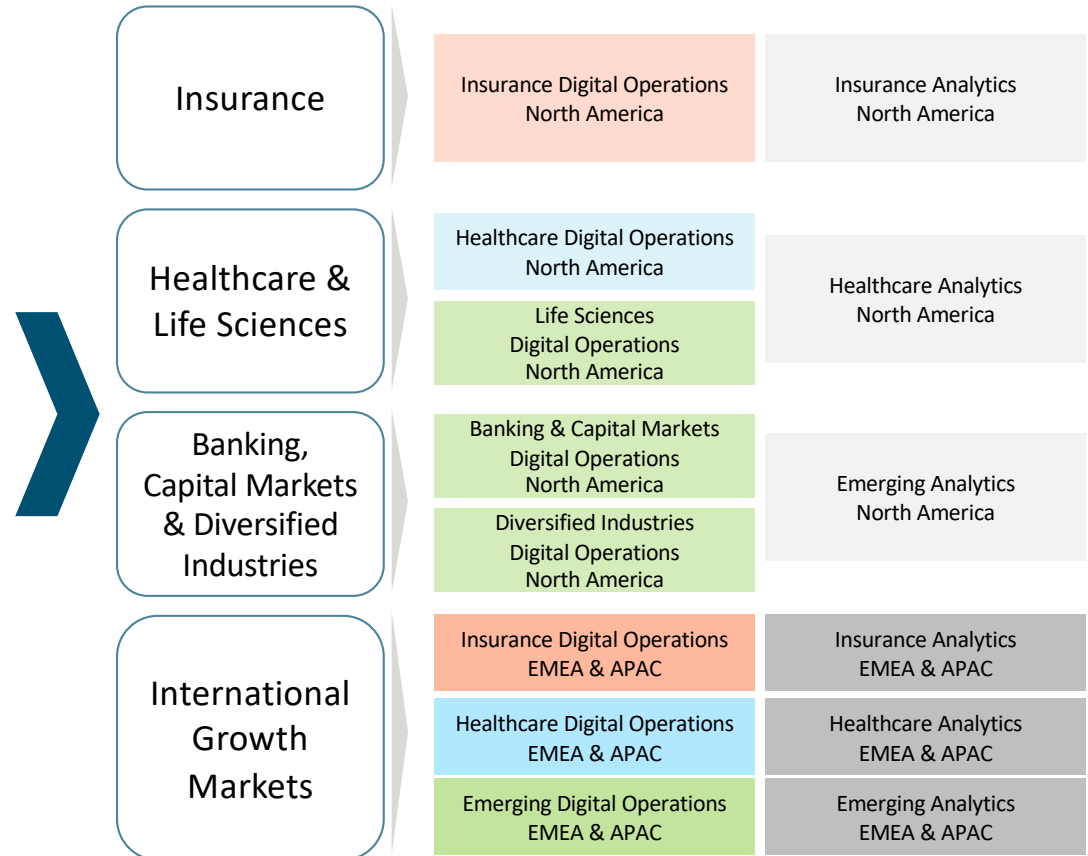 Insurance
Insurance Digital Operations
North America
Insurance Analytics
North America
Healthcare &
Life Sciences
Healthcare Digital Operations
North America
Life Sciences
Digital Operations
North America
Healthcare Analytics
North America
Banking,
Capital Markets
& Diversified
Industries
Banking & Capital Markets
Digital Operations
North America
Diversified Industries
Digital Operations
North America
Emerging Analytics
North America
International
Growth
Markets
Insurance Digital Operations
EMEA & APAC
Insurance Analytics
EMEA & APAC
Healthcare Digital Operations
EMEA & APAC
Healthcare Analytics
EMEA & APAC
Emerging Digital Operations
EMEA & APAC
Emerging Analytics
EMEA & APAC